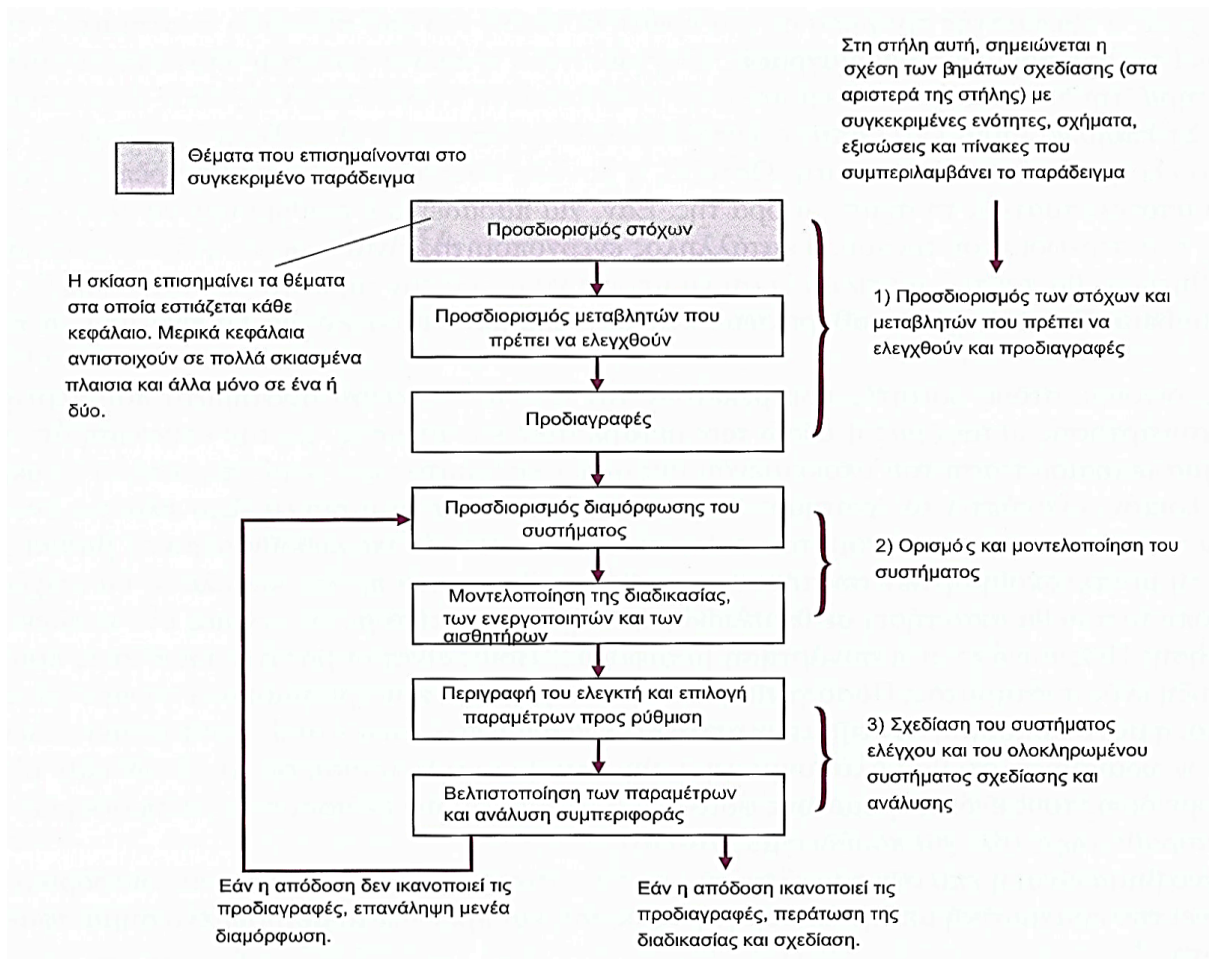 Στη στήλη αυτή, σημειώνεται η
σχέση των βημάτων σχεδίασης (στα
αριστερά της στήλης) με
συγκεκριμένες ενότητες, σχήματα,
εξισώσεις και πίνακες που
συμπεριλαμβάνει το παράδειγμα
Θέματα που επισημαίνονται στο
συγκεκριμένο παράδειγμα
Προσδιορισμός στόχων
Η σκίαση επισημαίνει τα θέματα
στα οποία εστιάζεται κάθε
κεφάλαιο. Μερικά κεφάλαια
αντιστοιχούν σε πολλά σκιασμένα
πλαισια και άλλα μόνο σε ένα ή
δύο.
Προσδιορισμός μεταβλητών που
πρέπει να ελεγχθούν
Προδιαγραφές
1) Προσδιορισμός των στόχων και
μεταβλητών που πρέπει να
ελεγχθούν και προδιαγραφές
Προσδιορισμός διαμόρφωσης του
συστήματος
Μοντελοποίηση της διαδικασίας,
των ενεργοποιητών και των
αισθητήρων
2) Ορισμός και μοντελοποίηση του
συστήματος
Περιγραφή του ελεγκτή και επιλογή
παραμέτρων προς ρύθμιση
Βελτιστοποίηση των παραμέτρων
και ανάλυση συμπεριφοράς
3) Σχεδίαση του συστήματος
ελέγχου και του ολοκληρωμένου
συστήματος σχεδίασης και
ανάλυσης
Εάν η απόδοση δεν ικανοποιεί τις
προδιαγραφές, επανάληψη μενέα
διαμόρφωση.
Εάν η απόδοση ικανοποιεί τις
προδιαγραφές, περάτωση της
διαδικασίας και σχεδίαση.